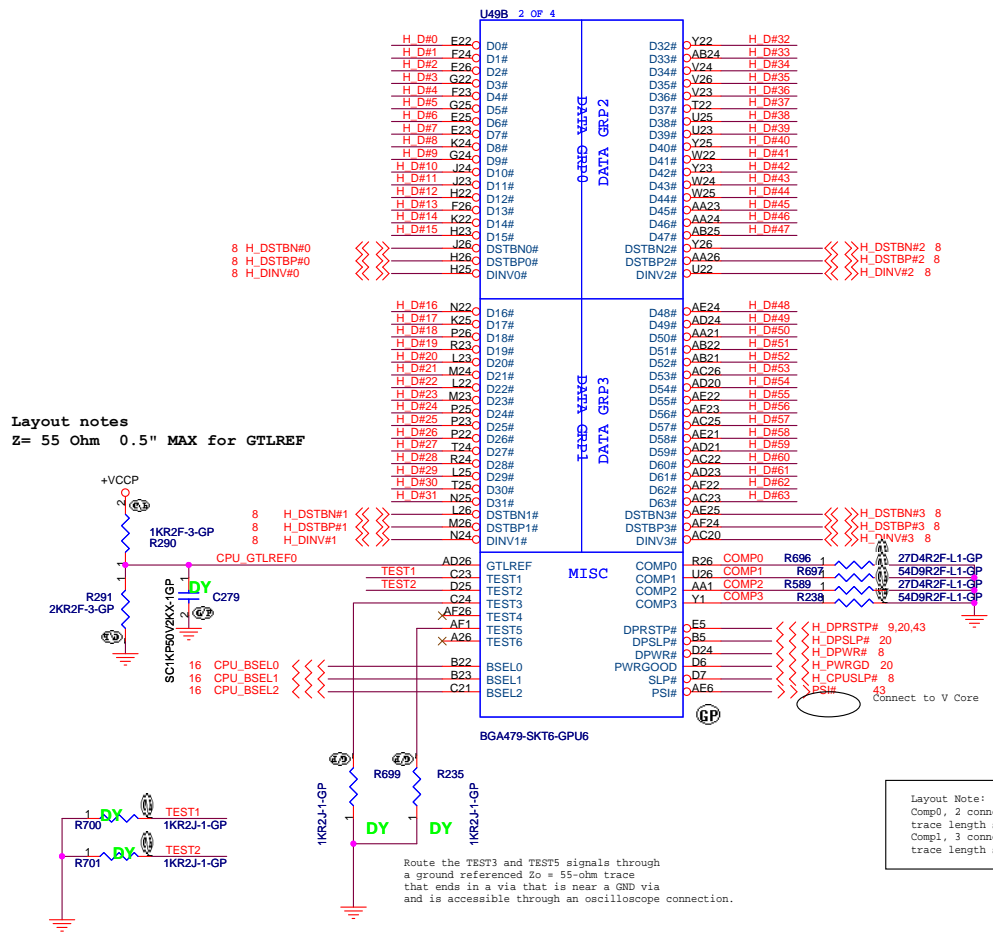 U49B 2 OF 4
H_D#0 E22 D0# D32# Y22 H_D#32
H_D#1 F24 D1# D33# AB24 H_D#33
H_D#2 E26 D2# D34# V24 H_D#34
H_D#3 G22 D3# D35# V26 H_D#35
H_D#4 F23 D4# D36# V23 H_D#36
H_D#5 G25 D5# D37# T22 H_D#37
H_D#6 E25 D6# D38# U25 H_D#38
H_D#7 E23 D7# D39# U23 H_D#39
H_D#8 K24 D8# D40# Y25 H_D#40
H_D#9 G24 D9# D41# W22 H_D#41
H_D#10 J24 D10# D42# Y23 H_D#42
H_D#11 J23 D11# D43# W24 H_D#43
H_D#12 H22 D12# D44# W25 H_D#44
H_D#13 F26 D13# D45# AA23 H_D#45
H_D#14 K22 D14# D46# AA24 H_D#46
H_D#15 H23 D15# D47# AB25 H_D#47
8 H_DSTBN#0 J26 DSTBN0# DSTBN2# Y26 H_DSTBN#2 8
8 H_DSTBP#0 H26 DSTBP0# DSTBP2# AA26 H_DSTBP#2 8
8 H_DINV#0 H25 DINV0# DINV2# U22 H_DINV#2 8
DATA GRP0
DATA GRP2
H_D#16 N22 D16# D48# AE24 H_D#48
H_D#17 K25 D17# D49# AD24 H_D#49
H_D#18 P26 D18# D50# AA21 H_D#50
H_D#19 R23 D19# D51# AB22 H_D#51
H_D#20 L23 D20# D52# AB21 H_D#52
H_D#21 M24 D21# D53# AC26 H_D#53
H_D#22 L22 D22# D54# AD20 H_D#54
H_D#23 M23 D23# D55# AE22 H_D#55
H_D#24 P25 D24# D56# AF23 H_D#56
H_D#25 P23 D25# D57# AC25 H_D#57
H_D#26 P22 D26# D58# AE21 H_D#58
H_D#27 T24 D27# D59# AD21 H_D#59
H_D#28 R24 D28# D60# AC22 H_D#60
H_D#29 L25 D29# D61# AD23 H_D#61
H_D#30 T25 D30# D62# AF22 H_D#62
H_D#31 N25 D31# D63# AC23 H_D#63
8 H_DSTBN#1 L26 DSTBN1# DSTBN3# AE25 H_DSTBN#3 8
8 H_DSTBP#1 M26 DSTBP1# DSTBP3# AF24 H_DSTBP#3 8
8 H_DINV#1 N24 DINV1# DINV3# AC20 H_DINV#3 8
DATA GRP1
DATA GRP3
Layout notes
Z= 55 Ohm 0.5" MAX for GTLREF
+VCCP
2
1KR2F-3-GP
R290
1
CPU_GTLREF0 AD26 GTLREF
1
R291
2KR2F-3-GP
2
SC1KP50V2KX-1GP
1
DY
C279
2
MISC
TEST1 C23 TEST1
TEST2 D25 TEST2
C24 TEST3
AF26 TEST4
AF1 TEST5
A26 TEST6
16 CPU_BSEL0 B22 BSEL0
16 CPU_BSEL1 B23 BSEL1
16 CPU_BSEL2 C21 BSEL2
COMP0 R26 COMP0 R696 1 27D4R2F-L1-GP
COMP1 U26 COMP1 R697 1 54D9R2F-L1-GP
COMP2 AA1 COMP2 R589 1 27D4R2F-L1-GP
COMP3 Y1 COMP3 R238 1 54D9R2F-L1-GP
DPRSTP# E5 H_DPRSTP# 9,20,43
DPSLP# B5 H_DPSLP# 20
DPWR# D24 H_DPWR# 8
PWRGOOD D6 H_PWRGD 20
SLP# D7 H_CPUSLP# 8
PSI# AE6 PSI# 43
Connect to V Core
GP
BGA479-SKT6-GPU6
R699
1KR2J-1-GP
1
DY
R235
1KR2J-1-GP
1
DY
1 DY TEST1
R700 1KR2J-1-GP
1 DY TEST2
R701 1KR2J-1-GP
Route the TEST3 and TEST5 signals through
a ground referenced Zo = 55-ohm trace
that ends in a via that is near a GND via
and is accessible through an oscilloscope connection.
Layout Note:
Comp0, 2 conne
trace length
Comp1, 3 conne
trace length